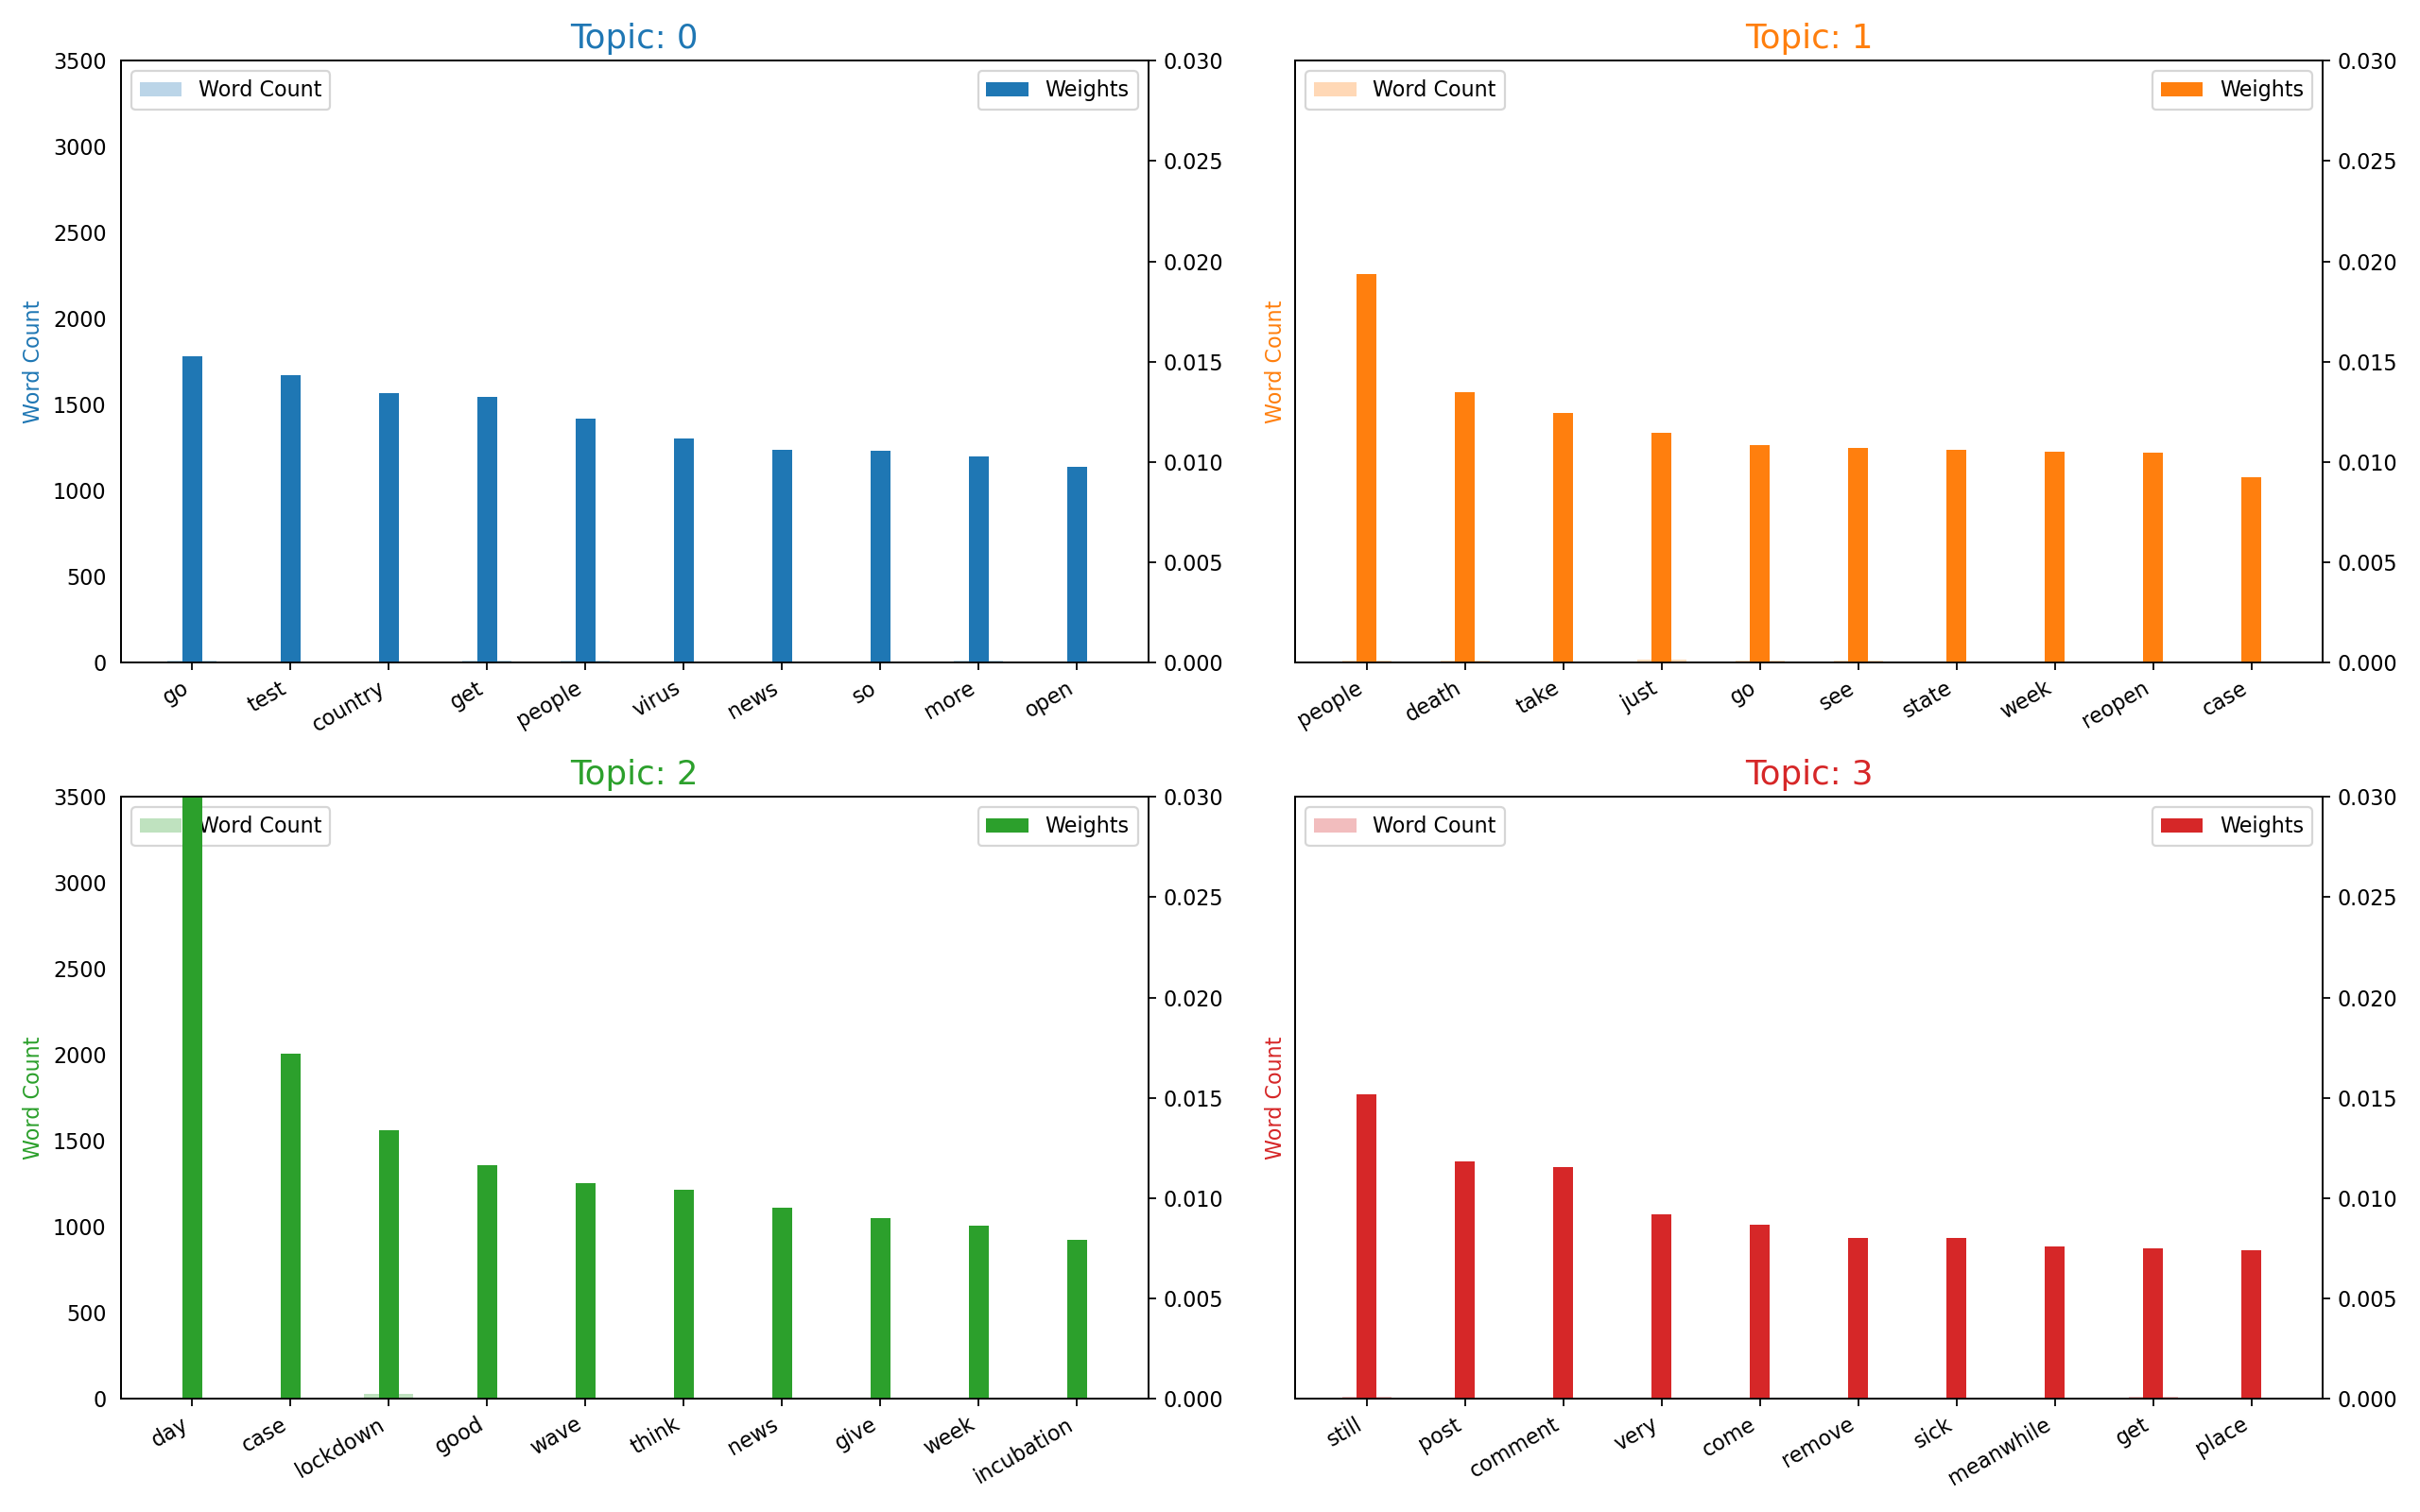 Topic: 0
Word Count
Weights
3500
3000
2500
2000
1500
1000
500
0
Word Count
0.030
0.025
0.020
0.015
0.010
0.005
0.000
go
test
country
get
people
virus
news
so
more
open
Topic: 1
Word Count
Weights
Word Count
0.030
0.025
0.020
0.015
0.010
0.005
0.000
people
death
take
just
go
see
state
week
reopen
case
Topic: 2
Word Count
Weights
3500
3000
2500
2000
1500
1000
500
0
Word Count
0.030
0.025
0.020
0.015
0.010
0.005
0.000
day
case
lockdown
good
wave
think
news
give
week
incubation
Topic: 3
Word Count
Weights
Word Count
0.030
0.025
0.020
0.015
0.010
0.005
0.000
still
post
comment
very
come
remove
sick
meanwhile
get
place